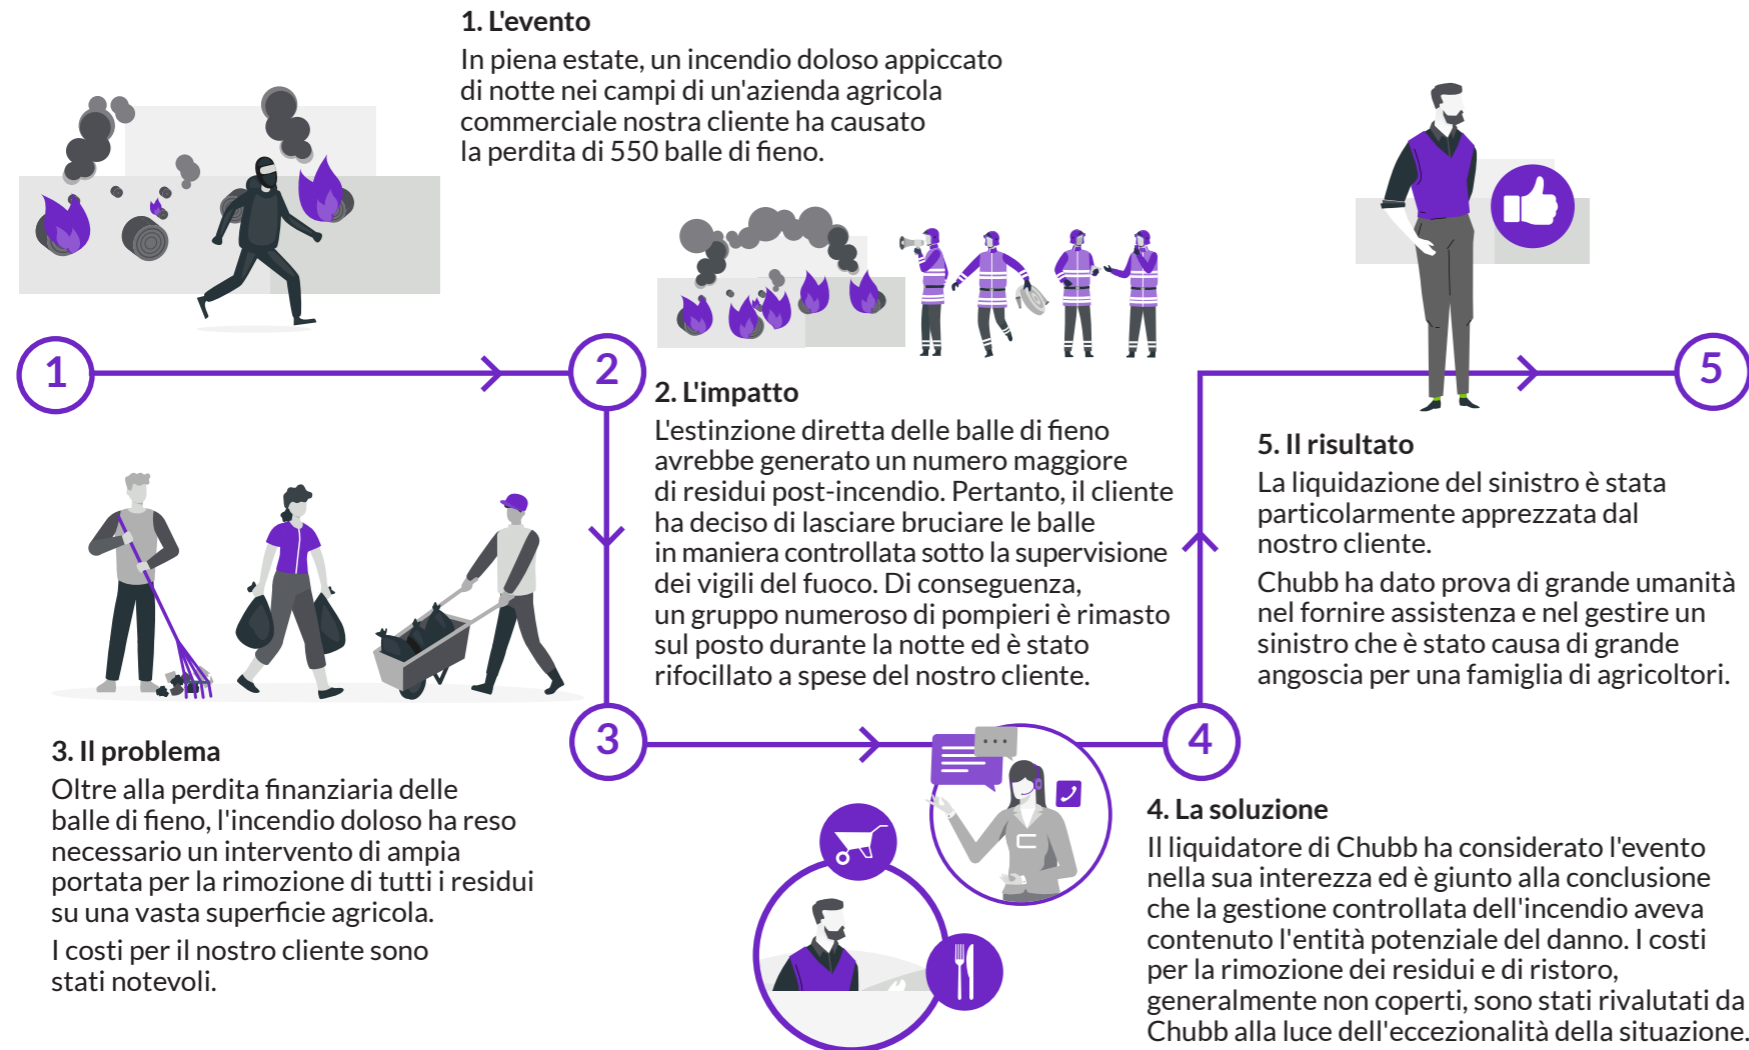 1. L'evento
In piena estate, un incendio doloso appiccato
di notte nei campi di un'azienda agricola
commerciale nostra cliente ha causato
la perdita di 550 balle di fieno.
1
2
2. L'impatto
L'estinzione diretta delle balle di fieno
avrebbe generato un numero maggiore
di residui post-incendio. Pertanto, il cliente
ha deciso di lasciare bruciare le balle
in maniera controllata sotto la supervisione
dei vigili del fuoco. Di conseguenza,
un gruppo numeroso di pompieri è rimasto
sul posto durante la notte ed è stato
rifocillato a spese del nostro cliente.
3
3. Il problema
Oltre alla perdita finanziaria delle
balle di fieno, l'incendio doloso ha reso
necessario un intervento di ampia
portata per la rimozione di tutti i residui
su una vasta superficie agricola.
I costi per il nostro cliente sono
stati notevoli.
4
4. La soluzione
Il liquidatore di Chubb ha considerato l'evento
nella sua interezza ed è giunto alla conclusione
che la gestione controllata dell'incendio aveva
contenuto l'entità potenziale del danno. I costi
per la rimozione dei residui e di ristoro,
generalmente non coperti, sono stati rivalutati da
Chubb alla luce dell'eccezionalità della situazione.
5
5. Il risultato
La liquidazione del sinistro è stata
particolarmente apprezzata dal
nostro cliente.
Chubb ha dato prova di grande umanità
nel fornire assistenza e nel gestire un
sinistro che è stato causa di grande
angoscia per una famiglia di agricoltori.